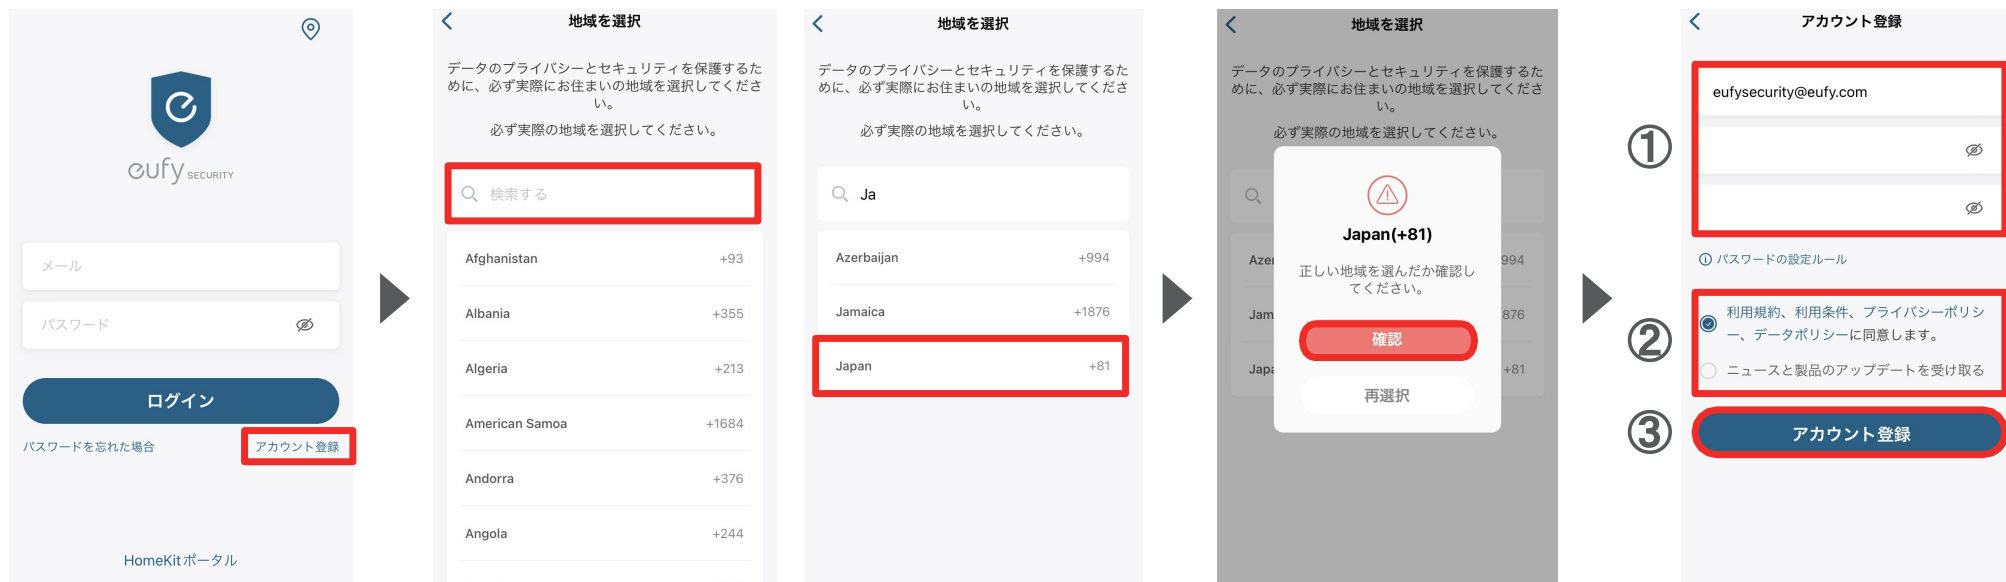 eufy SECURITY
メール
パスワード
ログイン
パスワードを忘れた場合
アカウント登録
HomeKitポータル
地域を選択
データのプライバシーとセキュリティを保護するた
めに、必ず実際にお住まいの地域を選択してくださ
い。
必ず実際の地域を選択してください。
検索する
Afghanistan +93
Albania +355
Algeria +213
American Samoa +1684
Andorra +376
Angola +244
地域を選択
データのプライバシーとセキュリティを保護するた
めに、必ず実際にお住まいの地域を選択してくださ
い。
必ず実際の地域を選択してください。
Ja
Azerbaijan +994
Jamaica +1876
Japan +81
地域を選択
データのプライバシーとセキュリティを保護するた
めに、必ず実際にお住まいの地域を選択してくださ
い。
必ず実際の地域を選択してください。
Japan(+81)
Azer 994
正しい地域を選んだか確認し
てください。
Jam 876
確認
Japa +81
再選択
アカウント登録
①
eufysecurity@eufy.com
パスワードの設定ルール
②
利用規約、利用条件、プライバシーポリシ
ー、データポリシーに同意します。
ニュースと製品のアップデートを受け取る
③
アカウント登録